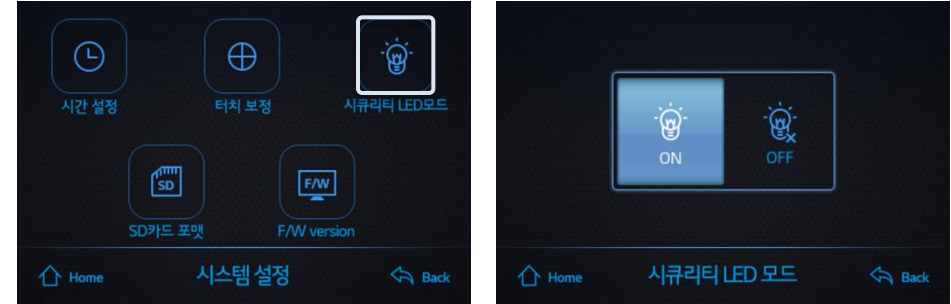 시간 설정
터치 보정
시큐리티 LED모드
SD
F/W
SD카드 포맷
F/W version
Home
시스템 설정
Back
ON
OFF
Home
시큐리티 LED 모드
Back